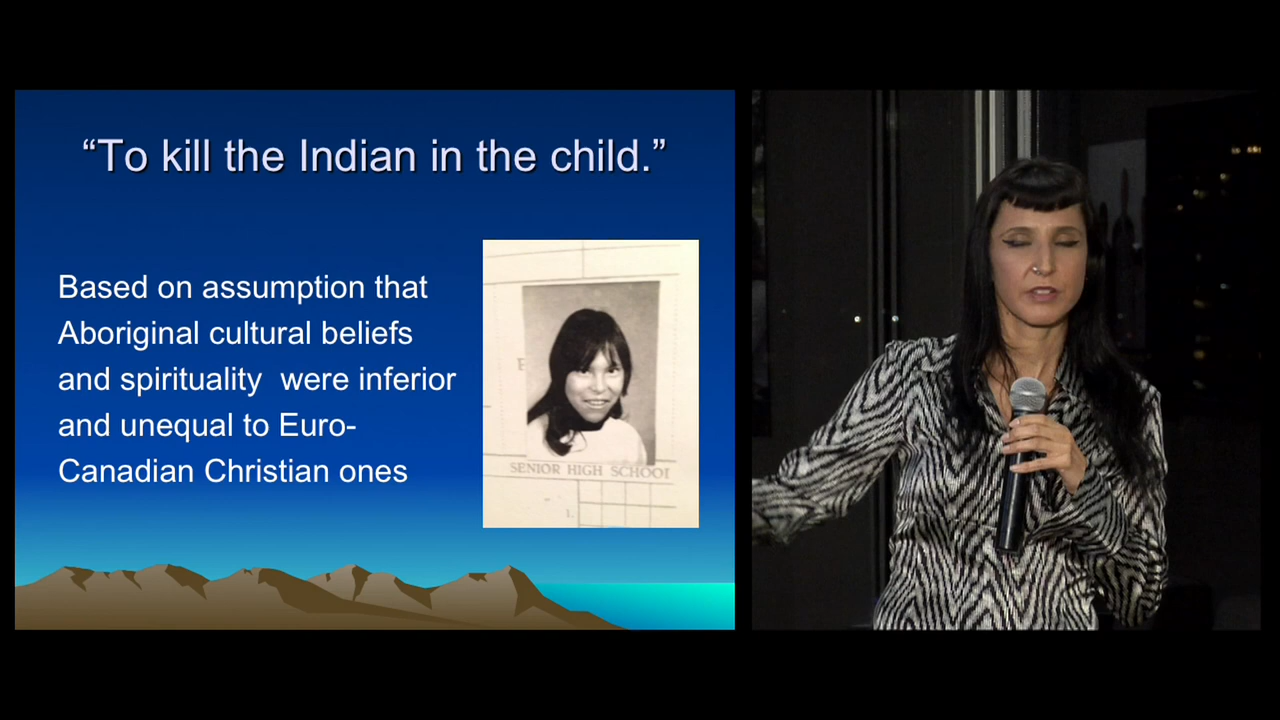 “To kill the Indian in the child.”
Based on assumption that
Aboriginal cultural beliefs
and spirituality  were inferior
and unequal to Euro-
Canadian Christian ones
SENIOR HIGH SCHOOL
1.